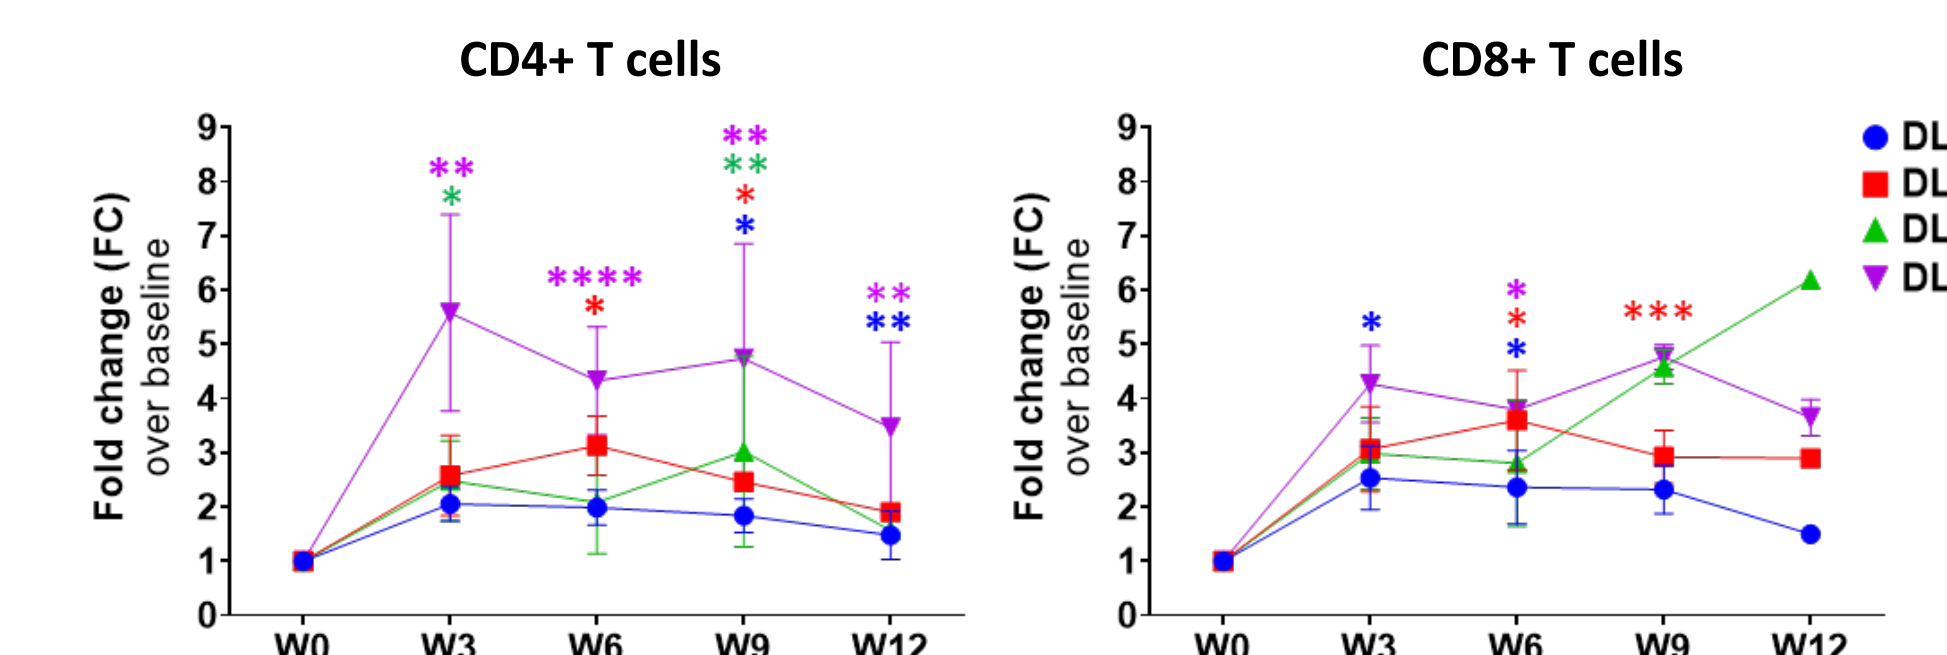 CD4+ T cells
CD8+ T cells
Fold change (FC)
over baseline
9
8
7
6
5
4
3
2
1
0
**
*
****
*
**
**
*
*
**
**
W0
W3
W6
W9
W12
Fold change (FC)
over baseline
9
8
7
6
5
4
3
2
1
0
*
*
*
*
***
W0
W3
W6
W9
W12
DL
DL
DL
DL